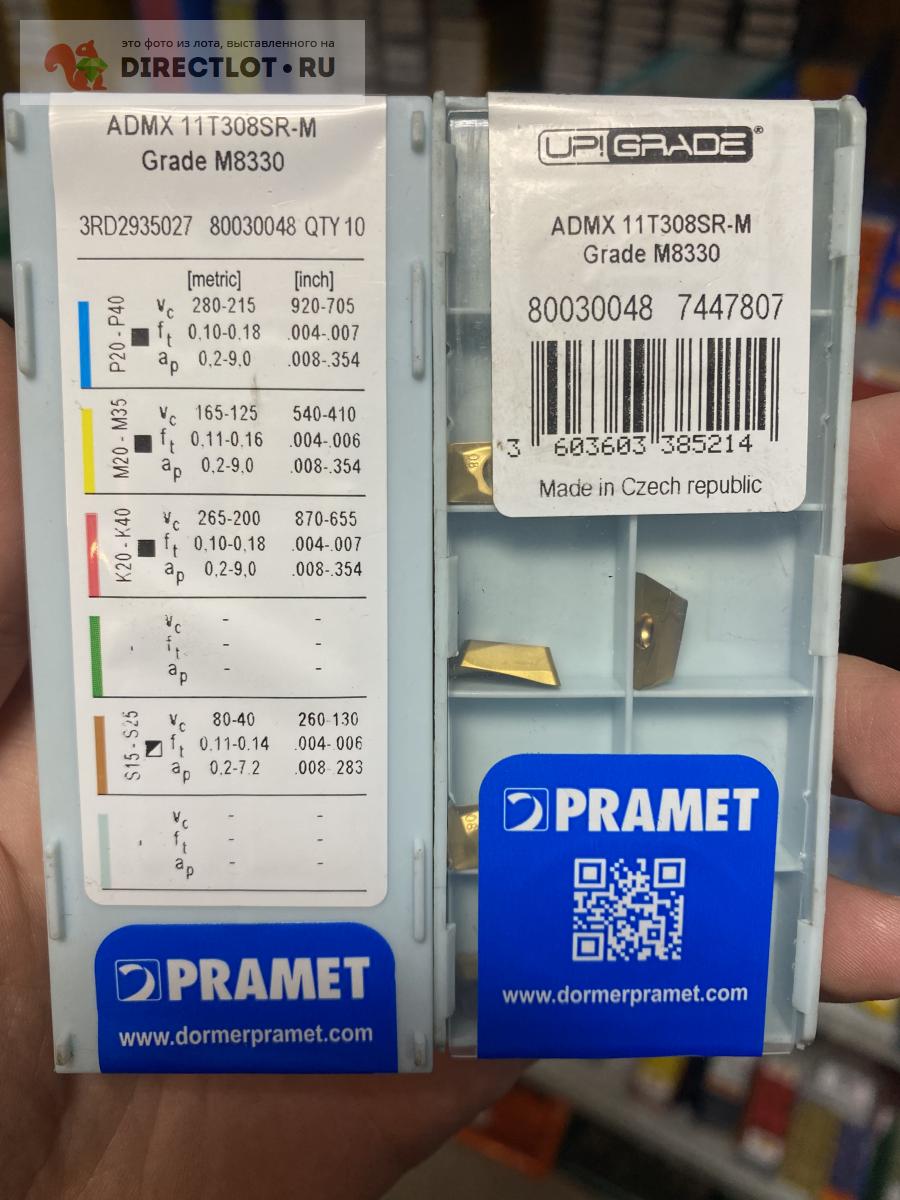 это фото из лота, выставленного на
DIRECTLOT•RU
ADMX 11T308SR-M
Grade M8330
3RD2935027 80030048 QTY 10
[metric] [inch]
P20 - P40
vc 280-215 920-705
ft 0,10-0,18 .004-.007
ap 0,2-9,0 .008-.354
M20 - M35
vc 165-125 540-410
ft 0,11-0,16 .004-.006
ap 0,2-9,0 .008-.354
K20 - K40
vc 265-200 870-655
ft 0,10-0,18 .004-.007
ap 0,2-9,0 .008-.354
vc - -
ft - -
ap - -
S15 - S25
vc 80-40 260-130
ft 0,11-0,14 .004-.006
ap 0,2-7,2 .008-.283
vc - -
ft - -
ap - -
PRAMET
www.dormerpramet.com
UP!GRADE®
ADMX 11T308SR-M
Grade M8330
80030048 7447807
3 603603 385214
Made in Czech republic
08
PRAMET
www.dormerpramet.com